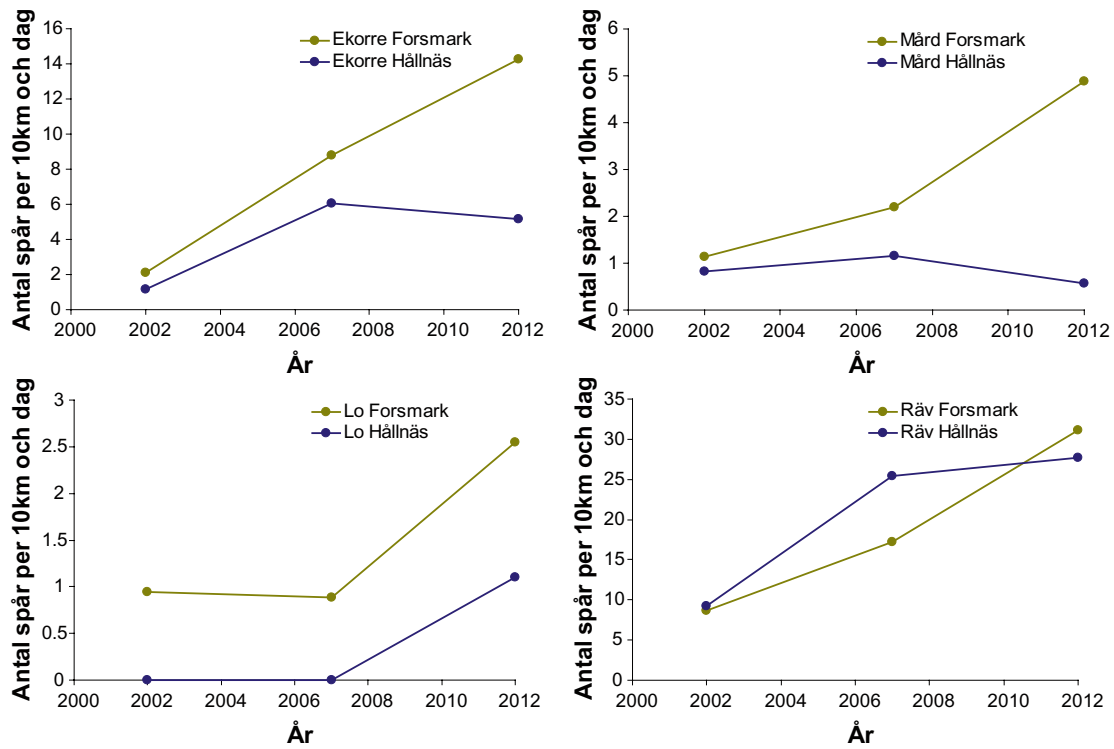 Antal spår per 10km och dag
16
14
12
10
8
6
4
2
0
2000 2002 2004 2006 2008 2010 2012
År
Ekorre Forsmark
Ekorre Hållnäs
Antal spår per 10km och dag
6
5
4
3
2
1
0
2000 2002 2004 2006 2008 2010 2012
År
Mård Forsmark
Mård Hållnäs
Antal spår per 10km och dag
3
2.5
2
1.5
1
0.5
0
2000 2002 2004 2006 2008 2010 2012
År
Lo Forsmark
Lo Hållnäs
Antal spår per 10km och dag
35
30
25
20
15
10
5
0
2000 2002 2004 2006 2008 2010 2012
År
Räv Forsmark
Räv Hållnäs